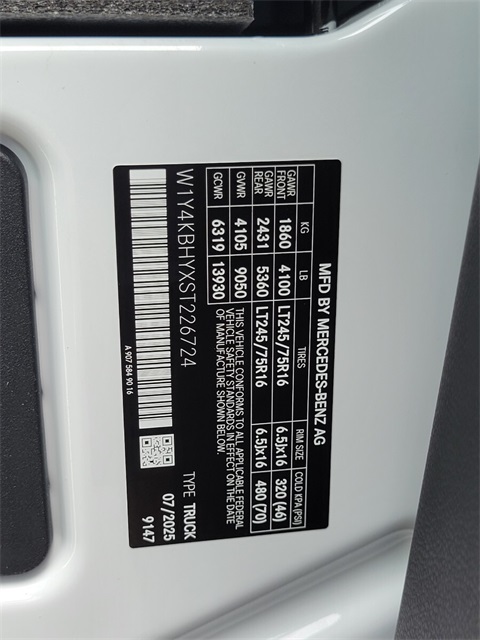 MFD BY MERCEDES-BENZ AG
KG LB TIRES RIM SIZE COLD KPA (PSI)
GAWR FRONT 1860 4100 LT245/75R16 6.5Jx16 320 (46)
GAWR REAR 2431 5360 LT245/75R16 6.5Jx16 480 (70)
GVWR 4105 9050
GCWR 6319 13930
THIS VEHICLE CONFORMS TO ALL APPLICABLE FEDERAL
VEHICLE SAFETY STANDARDS IN EFFECT ON THE DATE
OF MANUFACTURE SHOWN BELOW.
W1Y4KBHYXST226724
TYPE TRUCK
07/2025
9147
A 907 584 90 16